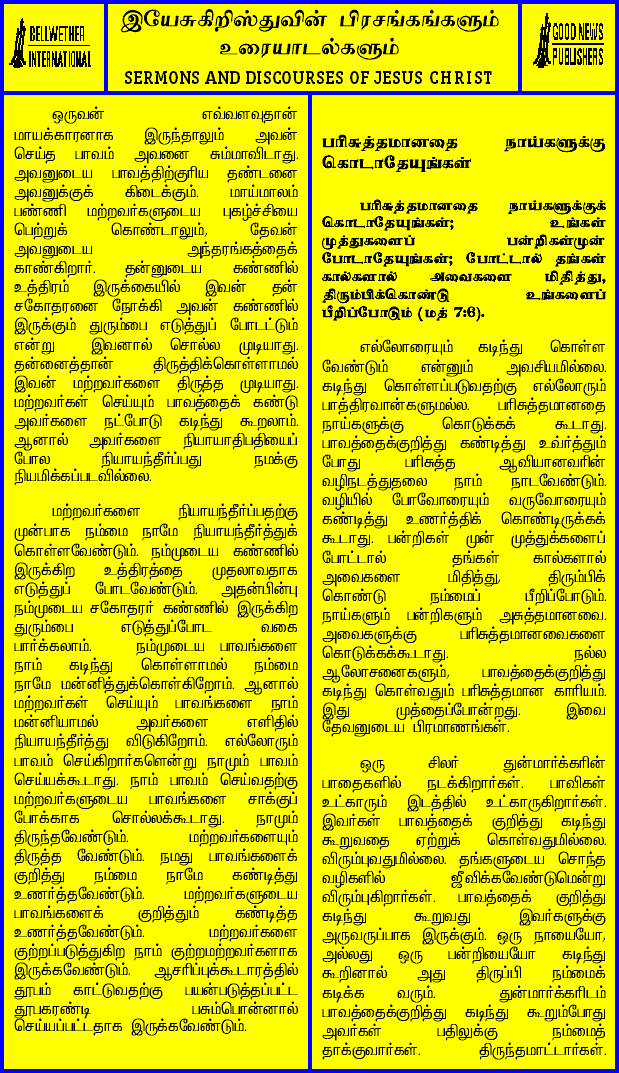 BELLWETHER
INTERNATIONAL
இயேசுகிறிஸ்துவின் பிரசங்கங்களும்
உரையாடல்களும்
SERMONS AND DISCOURSES OF JESUS CHRIST
GOOD NEWS
PUBLISHERS
ஒருவன் எவ்வளவுதான்
மாயக்காரனாக இருந்தாலும் அவன்
செய்த பாவம் அவனை சும்மாவிடாது.
அவனுடைய பாவத்திற்குரிய தண்டனை
அவனுக்குக் கிடைக்கும். மாய்மாலம்
பண்ணி மற்றவர்களுடைய புகழ்ச்சியை
பெற்றுக் கொண்டாலும், தேவன்
அவனுடைய அந்தரங்கத்தைக்
காண்கிறார். தன்னுடைய கண்ணில்
உத்திரம் இருக்கையில் இவன் தன்
சகோதரனை நோக்கி அவன் கண்ணில்
இருக்கும் துரும்பை எடுத்துப் போடட்டும்
என்று இவனால் சொல்ல முடியாது.
தன்னைத்தான் திருத்திக்கொள்ளாமல்
இவன் மற்றவர்களை திருத்த முடியாது.
மற்றவர்கள் செய்யும் பாவத்தைக் கண்டு
அவர்களை நட்போடு கடிந்து கூறலாம்.
ஆனால் அவர்களை நியாயாதிபதியைப்
போல நியாயந்தீர்ப்பது நமக்கு
நியமிக்கப்படவில்லை.
மற்றவர்களை நியாயந்தீர்ப்பதற்கு
முன்பாக நம்மை நாமே நியாயந்தீர்த்துக்
கொள்ளவேண்டும். நம்முடைய கண்ணில்
இருக்கிற உத்திரத்தை முதலாவதாக
எடுத்துப் போடவேண்டும். அதன்பின்பு
நம்முடைய சகோதரர் கண்ணில் இருக்கிற
துரும்பை எடுத்துப்போட வகை
பார்க்கலாம். நம்முடைய பாவங்களை
நாம் கடிந்து கொள்ளாமல் நம்மை
நாமே மன்னித்துக்கொள்கிறோம். ஆனால்
மற்றவர்கள் செய்யும் பாவங்களை நாம்
மன்னியாமல் அவர்களை எளிதில்
நியாயந்தீர்த்து விடுகிறோம். எல்லோரும்
பாவம் செய்கிறார்களென்று நாமும் பாவம்
செய்யக்கூடாது. நாம் பாவம் செய்வதற்கு
மற்றவர்களுடைய பாவங்களை சாக்குப்
போக்காக சொல்லக்கூடாது. நாமும்
திருந்தவேண்டும். மற்றவர்களையும்
திருத்த வேண்டும். நமது பாவங்களைக்
குறித்து நம்மை நாமே கண்டித்து
உணர்த்தவேண்டும். மற்றவர்களுடைய
பாவங்களைக் குறித்தும் கண்டித்த
உணர்த்தவேண்டும். மற்றவர்களை
குற்றப்படுத்துகிற நாம் குற்றமற்றவர்களாக
இருக்கவேண்டும். ஆசரிப்புக்கூடாரத்தில்
தூபம் காட்டுவதற்கு பயன்படுத்தப்பட்ட
தூபகரண்டி பசும்பொன்னால்
செய்யப்பட்டதாக இருக்கவேண்டும்.
பரிசுத்தமானதை நாய்களுக்கு
கொடாதேயுங்கள்
பரிசுத்தமானதை நாய்களுக்குக்
கொடாதேயுங்கள்; உங்கள்
முத்துகளைப் பன்றிகள்முன்
போடாதேயுங்கள்; போட்டால் தங்கள்
கால்களால் அவைகளை மிதித்து,
திரும்பிக்கொண்டு உங்களைப்
பீறிப்போடும் (மத் 7:6).
எல்லோரையும் கடிந்து கொள்ள
வேண்டும் என்னும் அவசியமில்லை.
கடிந்து கொள்ளப்படுவதற்கு எல்லோரும்
பாத்திரவான்களுமல்ல. பரிசுத்தமானதை
நாய்களுக்கு கொடுக்கக் கூடாது.
பாவத்தைக்குறித்து கண்டித்து உவ்ர்த்தும்
போது பரிசுத்த ஆவியானவரின்
வழிநடத்துதலை நாம் நாடவேண்டும்.
வழியில் போவோரையும் வருவோரையும்
கண்டித்து உணர்த்திக் கொண்டிருக்கக்
கூடாது. பன்றிகள் முன் முத்துக்களைப்
போட்டால் தங்கள் கால்களால்
அவைகளை மிதித்து, திரும்பிக்
கொண்டு நம்மைப் பீறிப்போடும்.
நாய்களும் பன்றிகளும் அசுத்தமானவை.
அவைகளுக்கு பரிசுத்தமானவைகளை
கொடுக்கக்கூடாது. நல்ல
ஆலோசனைகளும், பாவத்தைக்குறித்து
கடிந்து கொள்வதும் பரிசுத்தமான காரியம்.
இது முத்தைப்போன்றது. இவை
தேவனுடைய பிரமாணங்கள்.
ஒரு சிலர் துன்மார்க்கரின்
பாதைகளில் நடக்கிறார்கள். பாவிகள்
உட்காரும் இடத்தில் உட்காருகிறார்கள்.
இவர்கள் பாவத்தைக் குறித்து கடிந்து
கூறுவதை ஏற்றுக் கொள்வதுமில்லை.
விரும்புவதுமில்லை. தங்களுடைய சொந்த
வழிகளில் ஜீவிக்கவேண்டுமென்று
விரும்புகிறார்கள். பாவத்தைக் குறித்து
கடிந்து கூறுவது இவர்களுக்கு
அருவருப்பாக இருக்கும். ஒரு நாயையோ,
அல்லது ஒரு பன்றியையோ கடிந்து
கூறினால் அது திருப்பி நம்மைக்
கடிக்க வரும். துன்மார்க்கரிடம்
பாவத்தைக்குறித்து கடிந்து கூறும்போது
அவர்கள் பதிலுக்கு நம்மைத்
தாக்குவார்கள். திருந்தமாட்டார்கள்.